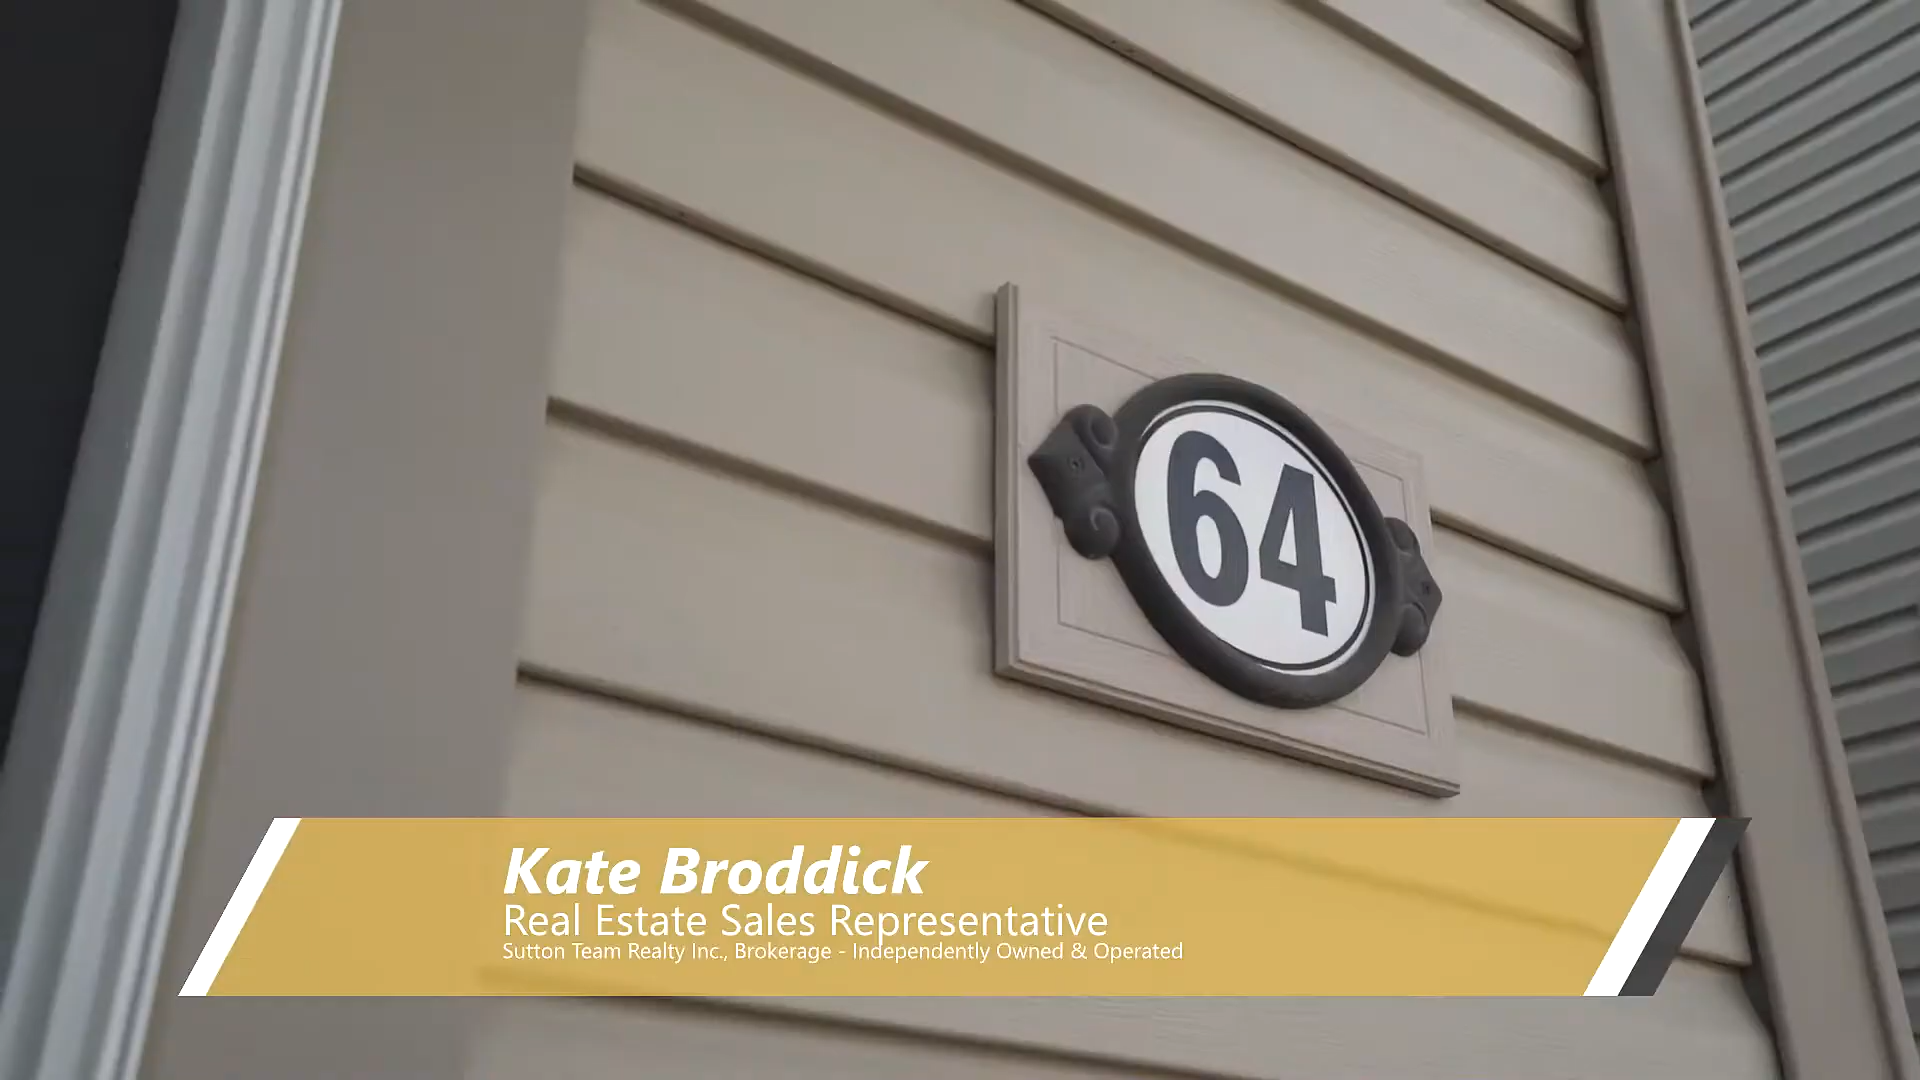 64
Kate Broddick
Real Estate Sales Representative
Sutton Team Realty Inc., Brokerage - Independently Owned & Operated